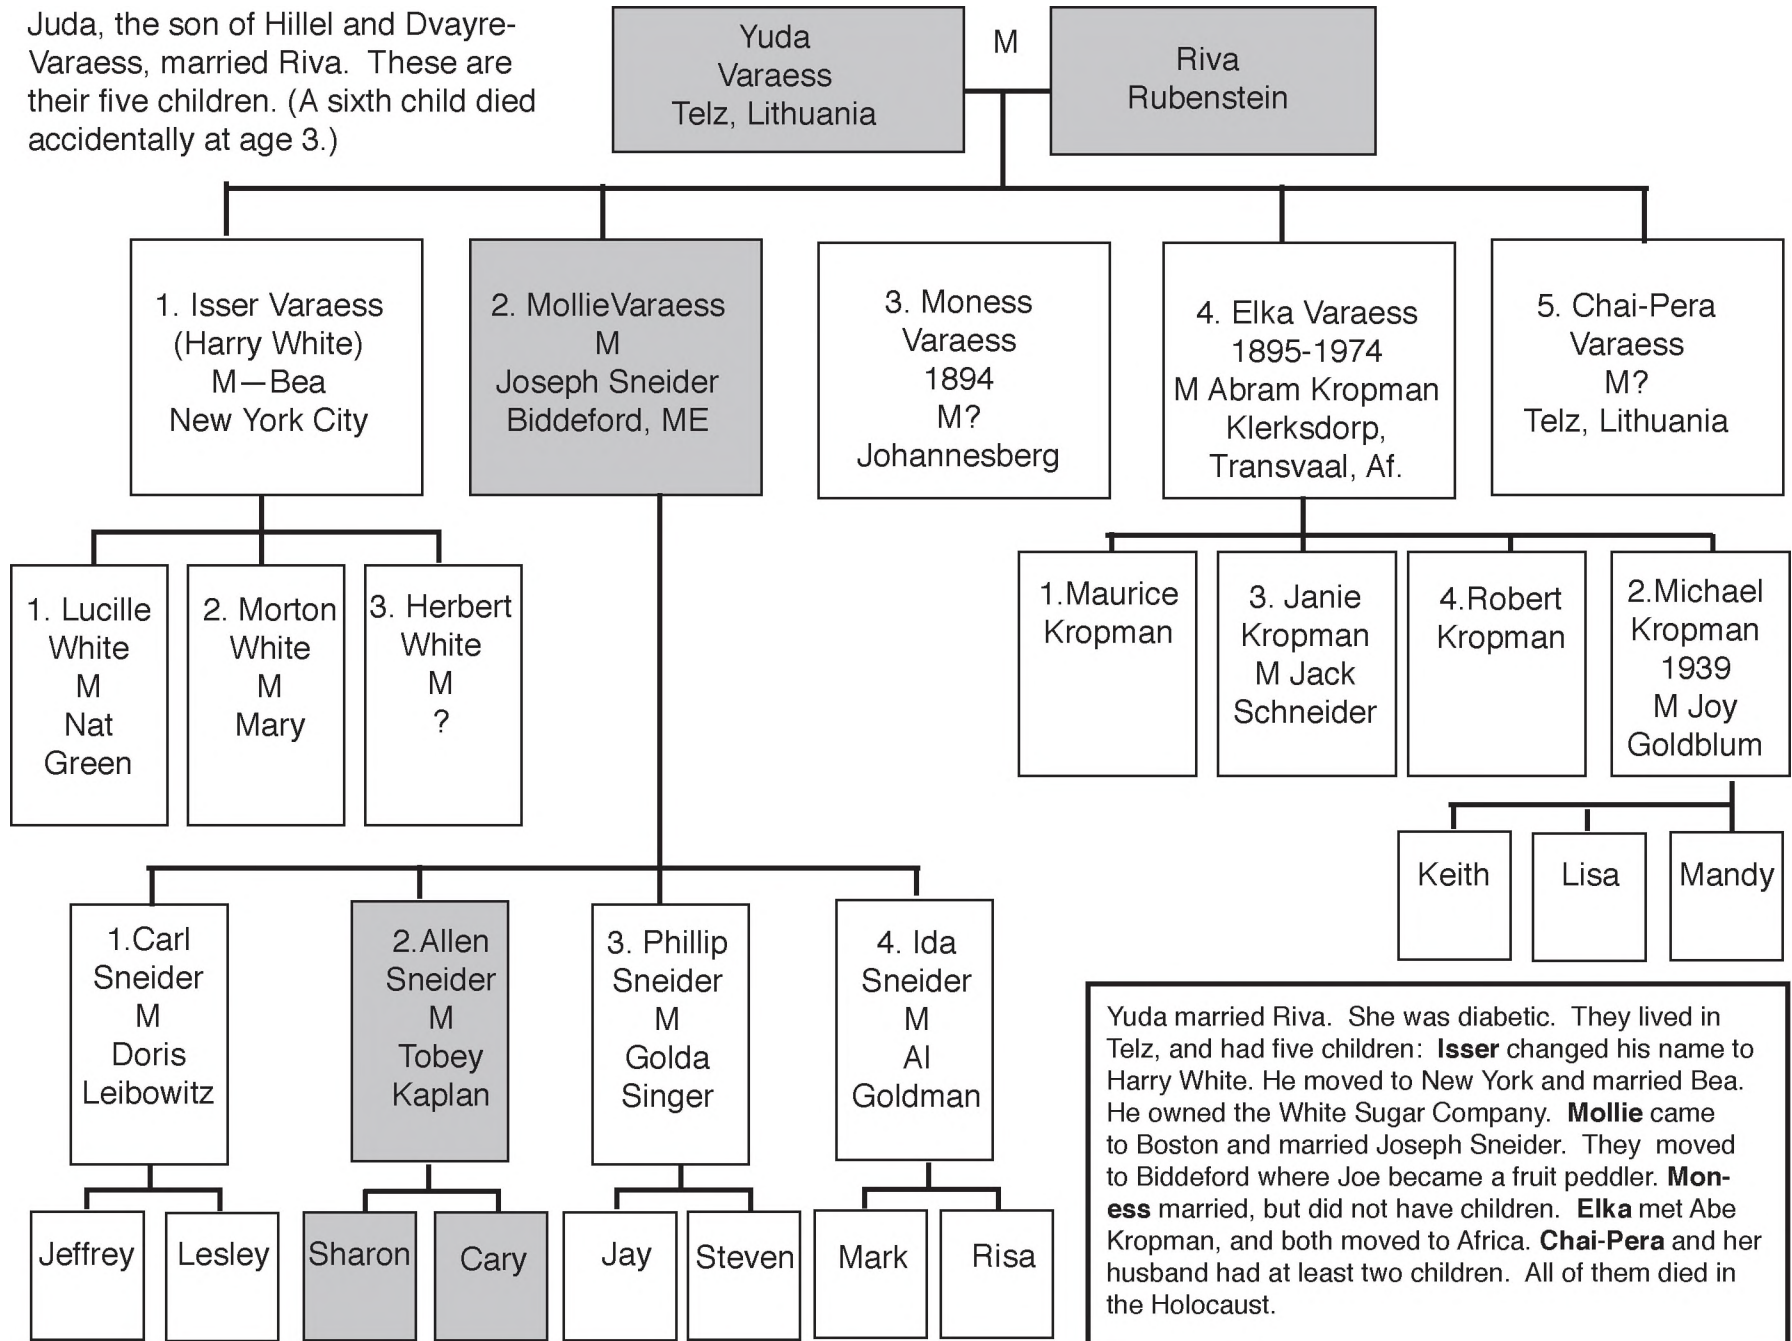 Juda, the son of Hillel and Dvayre-
Varaess, married Riva.  These are
their five children. (A sixth child died
accidentally at age 3.)
Yuda
Varaess
Telz, Lithuania
M
Riva
Rubenstein
1. Isser Varaess
(Harry White)
M—Bea
New York City
2. MollieVaraess
M
Joseph Sneider
Biddeford, ME
3. Moness
Varaess
1894
M?
Johannesberg
4. Elka Varaess
1895-1974
M Abram Kropman
Klerksdorp,
Transvaal, Af.
5. Chai-Pera
Varaess
M?
Telz, Lithuania
1. Lucille
White
M
Nat
Green
2. Morton
White
M
Mary
3. Herbert
White
M
?
1.Maurice
Kropman
3. Janie
Kropman
M Jack
Schneider
4.Robert
Kropman
2.Michael
Kropman
1939
M Joy
Goldblum
Keith
Lisa
Mandy
1.Carl
Sneider
M
Doris
Leibowitz
2.Allen
Sneider
M
Tobey
Kaplan
3. Phillip
Sneider
M
Golda
Singer
4. Ida
Sneider
M
Al
Goldman
Jeffrey
Lesley
Sharon
Cary
Jay
Steven
Mark
Risa
Yuda married Riva.  She was diabetic.  They lived in
Telz, and had five children:  Isser changed his name to
Harry White. He moved to New York and married Bea.
He owned the White Sugar Company.  Mollie came
to Boston and married Joseph Sneider.  They  moved
to Biddeford where Joe became a fruit peddler. Mon-
ess married, but did not have children.  Elka met Abe
Kropman, and both moved to Africa. Chai-Pera and her
husband had at least two children.  All of them died in
the Holocaust.